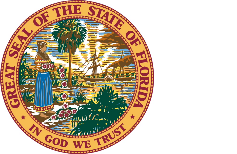 GREAT SEAL OF THE STATE OF FLORIDA
IN GOD WE TRUST